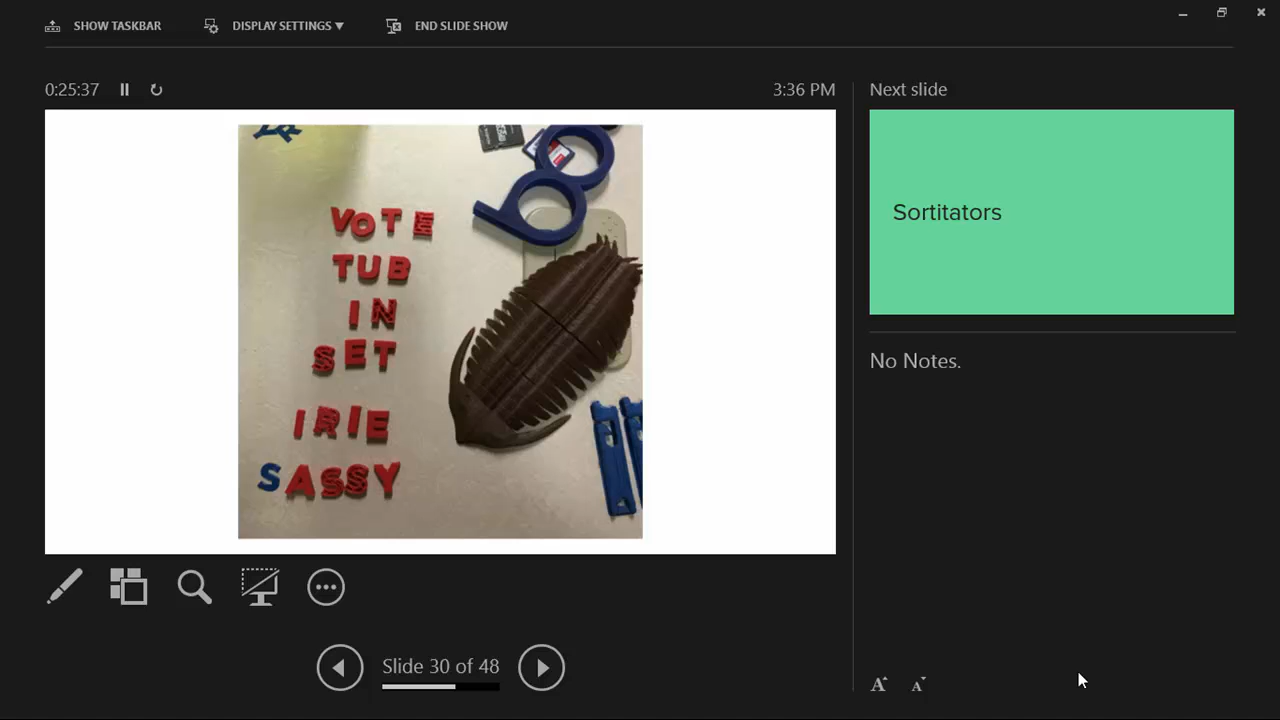 SHOW TASKBAR
DISPLAY SETTINGS
END SLIDE SHOW
0:25:37
3:36 PM
Next slide
VOTE
TUB
IN
SET
IRIE
SASSY
Sortitators
No Notes.
Slide 30 of 48
A A